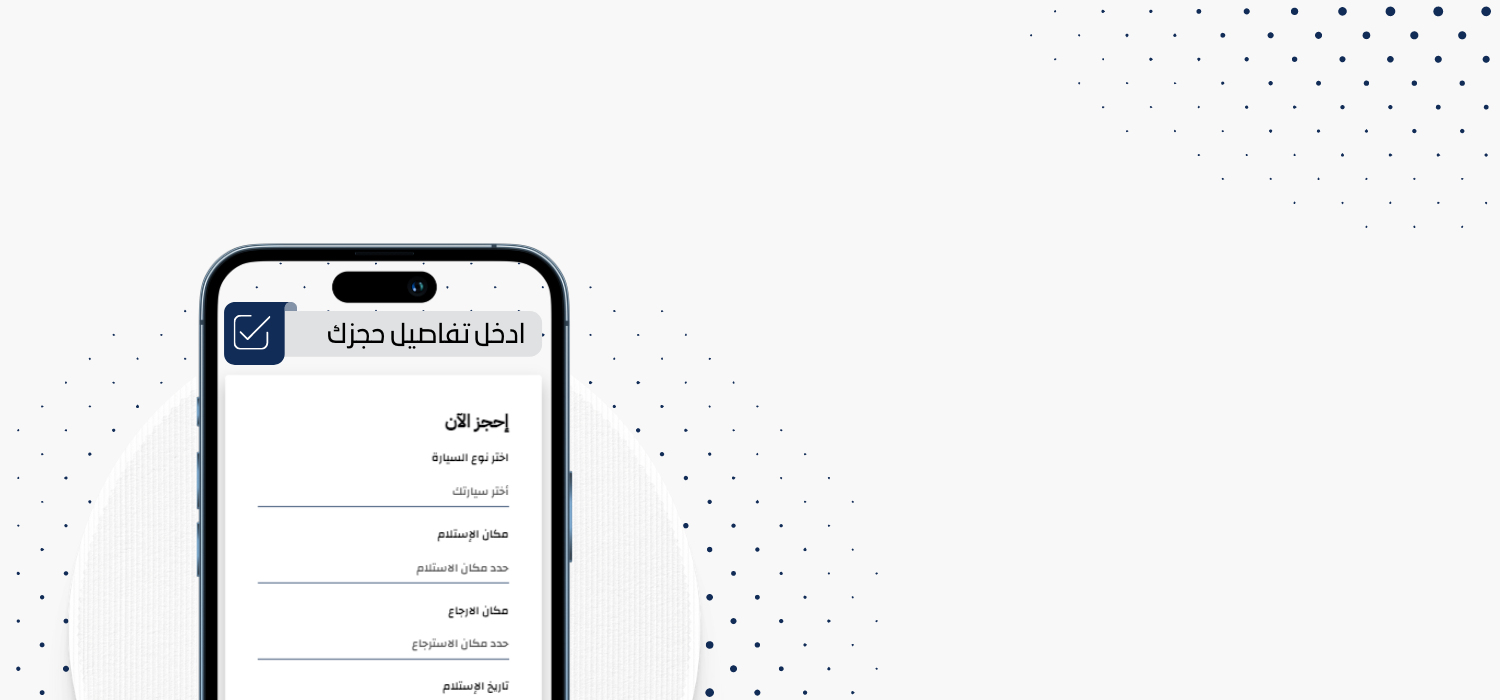 ادخل تفاصيل حجزك
إحجز الآن
اختر نوع السيارة
أختر سيارتك
مكان الإستلام
حدد مكان الاستلام
مكان الارجاع
حدد مكان الاسترجاع
تاريخ الإستلام